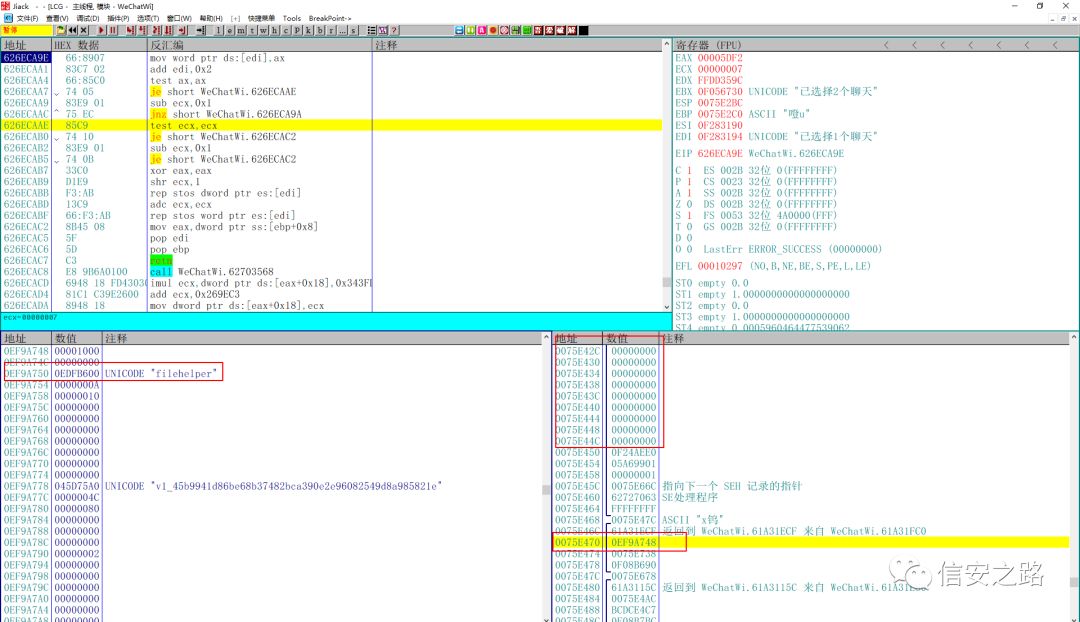 Jiack - - [LCG - 主线程, 模块 - WeChatWi]
文件(F) 查看(V) 调试(D) 插件(P) 选项(T) 窗口(W) 帮助(H) [+] 快捷菜单 Tools BreakPoint->
暂停 l e m t w h c P k b r ... s ?
地址 HEX 数据 反汇编 注释
626ECA9E 66:8907 mov word ptr ds:[edi],ax
626ECAA1 83C7 02 add edi,0x2
626ECAA4 66:85C0 test ax,ax
626ECAA7 74 05 je short WeChatWi.626ECAAE
626ECAA9 83E9 01 sub ecx,0x1
626ECAAC 75 EC jnz short WeChatWi.626ECA9A
626ECAAE 85C9 test ecx,ecx
626ECAB0 74 10 je short WeChatWi.626ECAC2
626ECAB2 83E9 01 sub ecx,0x1
626ECAB5 74 0B je short WeChatWi.626ECAC2
626ECAB7 33C0 xor eax,eax
626ECAB9 D1E9 shr ecx,1
626ECABB F3:AB rep stos dword ptr es:[edi]
626ECABD 13C9 adc ecx,ecx
626ECABF 66:F3:AB rep stos word ptr es:[edi]
626ECAC2 8B45 08 mov eax,dword ptr ss:[ebp+0x8]
626ECAC5 5F pop edi
626ECAC6 5D pop ebp
626ECAC7 C3 retn
626ECAC8 E8 9B6A0100 call WeChatWi.62703568
626ECACD 6948 18 FD4303 imul ecx,dword ptr ds:[eax+0x18],0x343F
626ECAD4 81C1 C39E2600 add ecx,0x269EC3
626ECADA 8948 18 mov dword ptr ds:[eax+0x18],ecx
ecx=00000007
寄存器 (FPU)
EAX 00005DF2
ECX 00000007
EDX FFDD359C
EBX 0F056730 UNICODE "已选择2个聊天"
ESP 0075E2BC
EBP 0075E2C0 ASCII "噔u"
ESI 0F283190
EDI 0F283194 UNICODE "已选择1个聊天"
EIP 626ECA9E WeChatWi.626ECA9E
C 1 ES 002B 32位 0(FFFFFFFF)
P 1 CS 0023 32位 0(FFFFFFFF)
A 1 SS 002B 32位 0(FFFFFFFF)
Z 0 DS 002B 32位 0(FFFFFFFF)
S 1 FS 0053 32位 4A0000(FFF)
T 0 GS 002B 32位 0(FFFFFFFF)
D 0
O 0 LastErr ERROR_SUCCESS (00000000)
EFL 00010297 (NO,B,NE,BE,S,PE,L,LE)
ST0 empty 0.0
ST1 empty 1.0000000000000000000
ST2 empty 0.0
ST3 empty 1.0000000000000000000
ST4 empty 0.0005960464477539062
地址 数值 注释
0EF9A748 00001000
0EF9A74C 00000000
0EF9A750 0EDFB600 UNICODE "filehelper"
0EF9A754 0000000A
0EF9A758 00000010
0EF9A75C 00000000
0EF9A760 00000000
0EF9A764 00000000
0EF9A768 00000000
0EF9A76C 00000000
0EF9A770 00000000
0EF9A774 00000000
0EF9A778 045D75A0 UNICODE "v1_45b9941d86be68b37482bca390e2e96082549d8a985821e"
0EF9A77C 0000004C
0EF9A780 00000080
0EF9A784 00000000
0EF9A788 00000000
0EF9A78C 00000000
0EF9A790 00000002
0EF9A794 00000000
0EF9A798 00000000
0EF9A79C 00000000
0EF9A7A0 00000000
0EF9A7A4 00000000
0EF9A7A8 00000000
地址 数值 注释
0075E42C 00000000
0075E430 00000000
0075E434 00000000
0075E438 00000000
0075E43C 00000000
0075E440 00000000
0075E444 00000000
0075E448 00000000
0075E44C 00000000
0075E450 0F24AEE0
0075E454 05A69901
0075E458 00000001
0075E45C 0075E66C 指向下一个 SEH 记录的指针
0075E460 62727063 SE处理程序
0075E464 FFFFFFFF
0075E468 0075E47C ASCII "x钨"
0075E46C 61A31ECF 返回到 WeChatWi.61A31ECF 来自 WeChatWi.61A31FC0
0075E470 0EF9A748
0075E474 0075E738
0075E478 0F08B690
0075E47C 0075E678
0075E480 61A3115C 返回到 WeChatWi.61A3115C 来自 WeChatWi.61A31E
0075E484 0075E4AC
0075E488 BCDCE4C7
0075E48C 0F08B7BC
信安之路